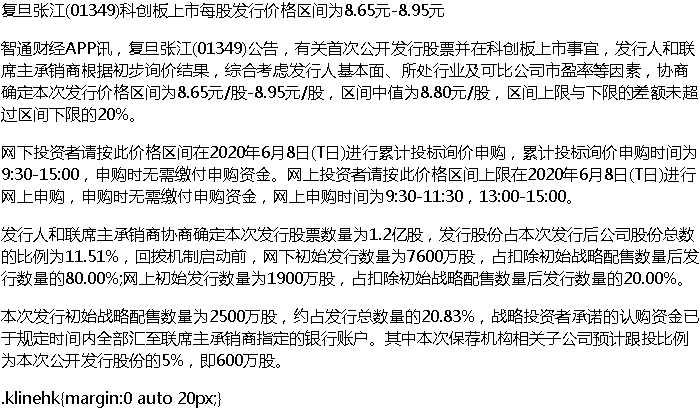 复旦张江(01349)科创板上市每股发行价格区间为8.65元-8.95元
智通财经APP讯，复旦张江(01349)公告，有关首次公开发行股票并在科创板上市事宜，发行人和联
席主承销商根据初步询价结果，综合考虑发行人基本面、所处行业及可比公司市盈率等因素，协商
确定本次发行价格区间为8.65元/股-8.95元/股，区间中值为8.80元/股，区间上限与下限的差额未超
过区间下限的20%。
网下投资者请按此价格区间在2020年6月8日(T日)进行累计投标询价申购，累计投标询价申购时间为
9:30-15:00，申购时无需缴付申购资金。网上投资者请按此价格区间上限在2020年6月8日(T日)进行
网上申购，申购时无需缴付申购资金，网上申购时间为9:30-11:30，13:00-15:00。
发行人和联席主承销商协商确定本次发行股票数量为1.2亿股，发行股份占本次发行后公司股份总数
的比例为11.51%，回拨机制启动前，网下初始发行数量为7600万股，占扣除初始战略配售数量后发
行数量的80.00%;网上初始发行数量为1900万股，占扣除初始战略配售数量后发行数量的20.00%。
本次发行初始战略配售数量为2500万股，约占发行总数量的20.83%，战略投资者承诺的认购资金已
于规定时间内全部汇至联席主承销商指定的银行账户。其中本次保荐机构相关子公司预计跟投比例
为本次公开发行股份的5%，即600万股。
.klinehk{margin:0 auto 20px;}